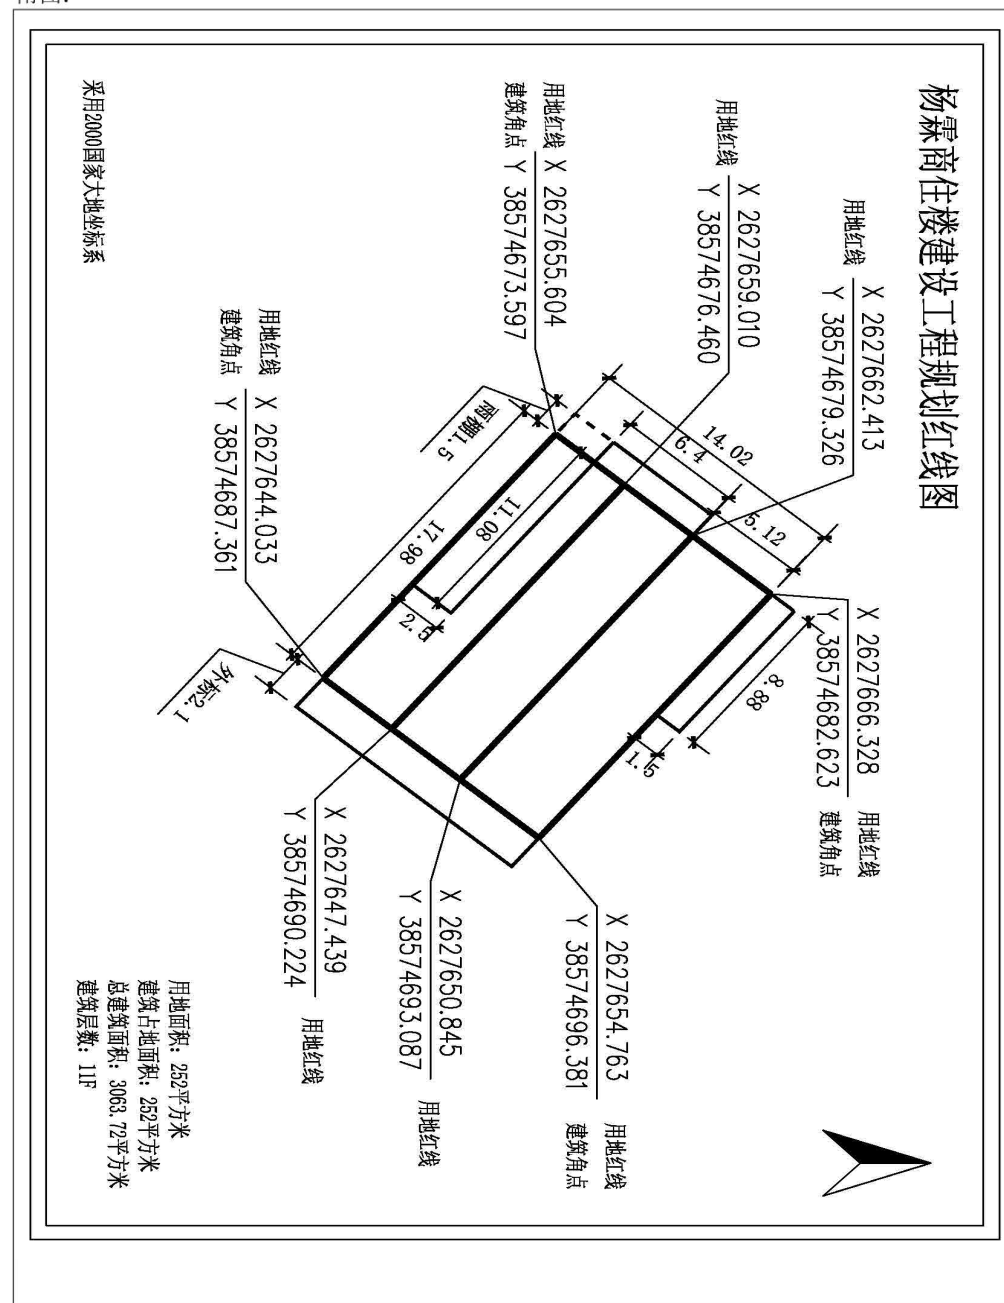 附图:
杨霖商住楼建设工程规划红线图
用地红线
X 2627662.413
Y 38574679.326
用地红线
X 2627659.010
Y 38574676.460
用地红线
建筑角点
X 2627655.604
Y 38574673.597
采用2000国家大地坐标系
用地红线
建筑角点
X 2627644.033
Y 38574687.361
14.02
6.4
5.12
雨棚1.5
11.08
17.98
2.5
8.88
1.5
X 2627666.328
Y 38574682.623
用地红线
建筑角点
X 2627654.763
Y 38574696.381
用地红线
建筑角点
X 2627650.845
Y 38574693.087
用地红线
X 2627647.439
Y 38574690.224
用地红线
用地面积: 252平方米
建筑占地面积: 252平方米
总建筑面积: 3063.72平方米
建筑层数: 11F